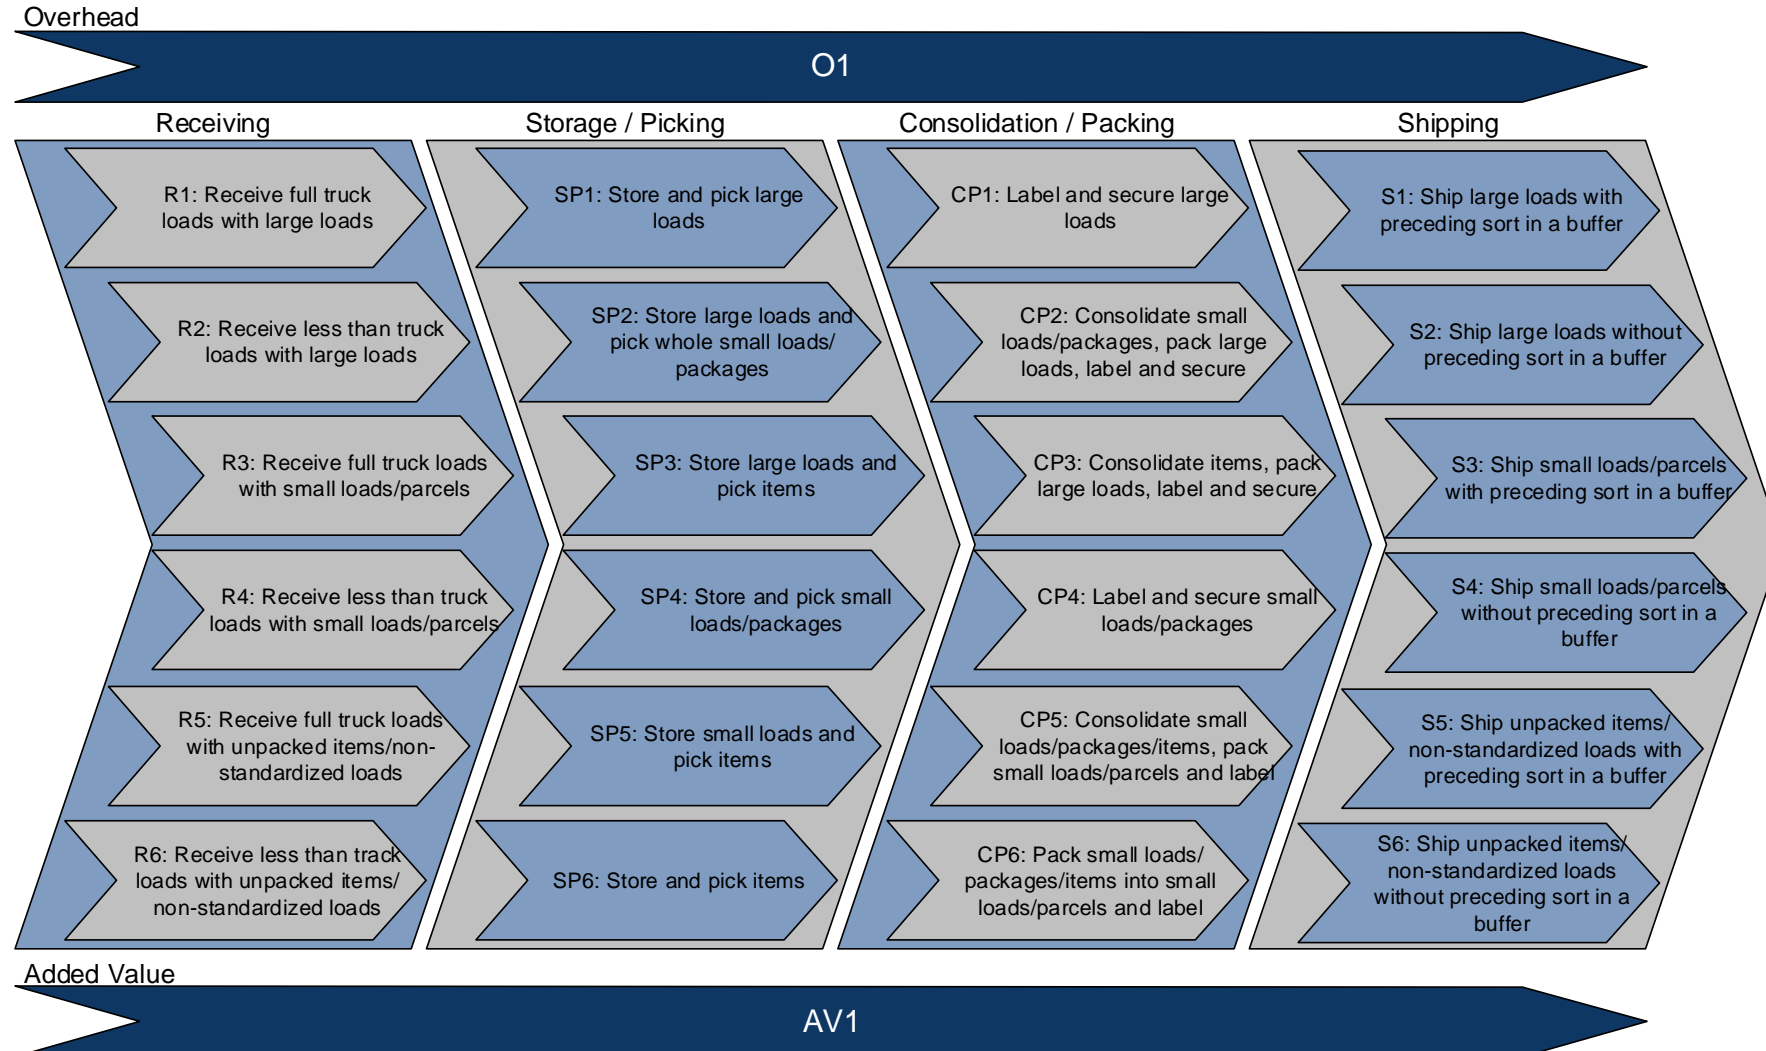 Overhead
O1
Receiving
Storage / Picking
Consolidation / Packing
Shipping
R1: Receive full truck
loads with large loads
R2: Receive less than truck
loads with large loads
R3: Receive full truck loads
with small loads/parcels
R4: Receive less than truck
loads with small loads/parcels
R5: Receive full truck loads
with unpacked items/non-
standardized loads
R6: Receive less than track
loads with unpacked items/
non-standardized loads
SP1: Store and pick large
loads
SP2: Store large loads and
pick whole small loads/
packages
SP3: Store large loads and
pick items
SP4: Store and pick small
loads/packages
SP5: Store small loads and
pick items
SP6: Store and pick items
CP1: Label and secure large
loads
CP2: Consolidate small
loads/packages, pack large
loads, label and secure
CP3: Consolidate items, pack
large loads, label and secure
CP4: Label and secure small
loads/packages
CP5: Consolidate small
loads/packages/items, pack
small loads/parcels and label
CP6: Pack small loads/
packages/items into small
loads/parcels and label
S1: Ship large loads with
preceding sort in a buffer
S2: Ship large loads without
preceding sort in a buffer
S3: Ship small loads/parcels
with preceding sort in a buffer
S4: Ship small loads/parcels
without preceding sort in a
buffer
S5: Ship unpacked items/
non-standardized loads with
preceding sort in a buffer
S6: Ship unpacked items/
non-standardized loads
without preceding sort in a
buffer
Added Value
AV1